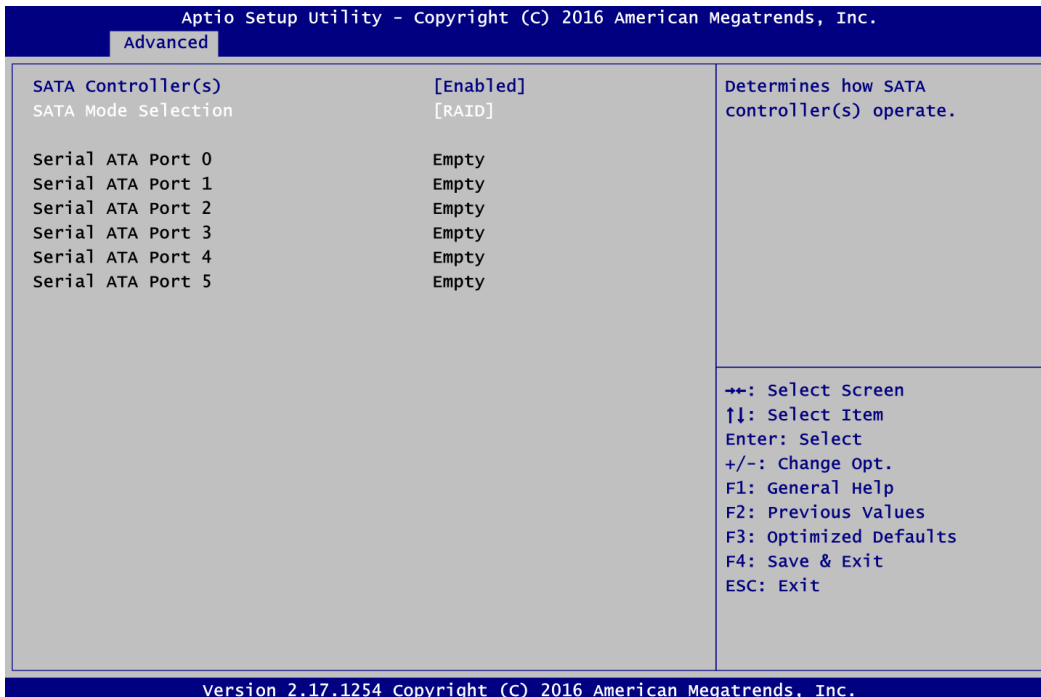 Aptio Setup Utility - Copyright (C) 2016 American Megatrends, Inc.
Advanced
SATA Controller(s) [Enabled]
SATA Mode Selection [RAID]
Serial ATA Port 0 Empty
Serial ATA Port 1 Empty
Serial ATA Port 2 Empty
Serial ATA Port 3 Empty
Serial ATA Port 4 Empty
Serial ATA Port 5 Empty
Determines how SATA
controller(s) operate.
→←: Select Screen
↑↓: Select Item
Enter: Select
+/-: Change Opt.
F1: General Help
F2: Previous Values
F3: Optimized Defaults
F4: Save & Exit
ESC: Exit
Version 2.17.1254 Copyright (C) 2016 American Megatrends, Inc.